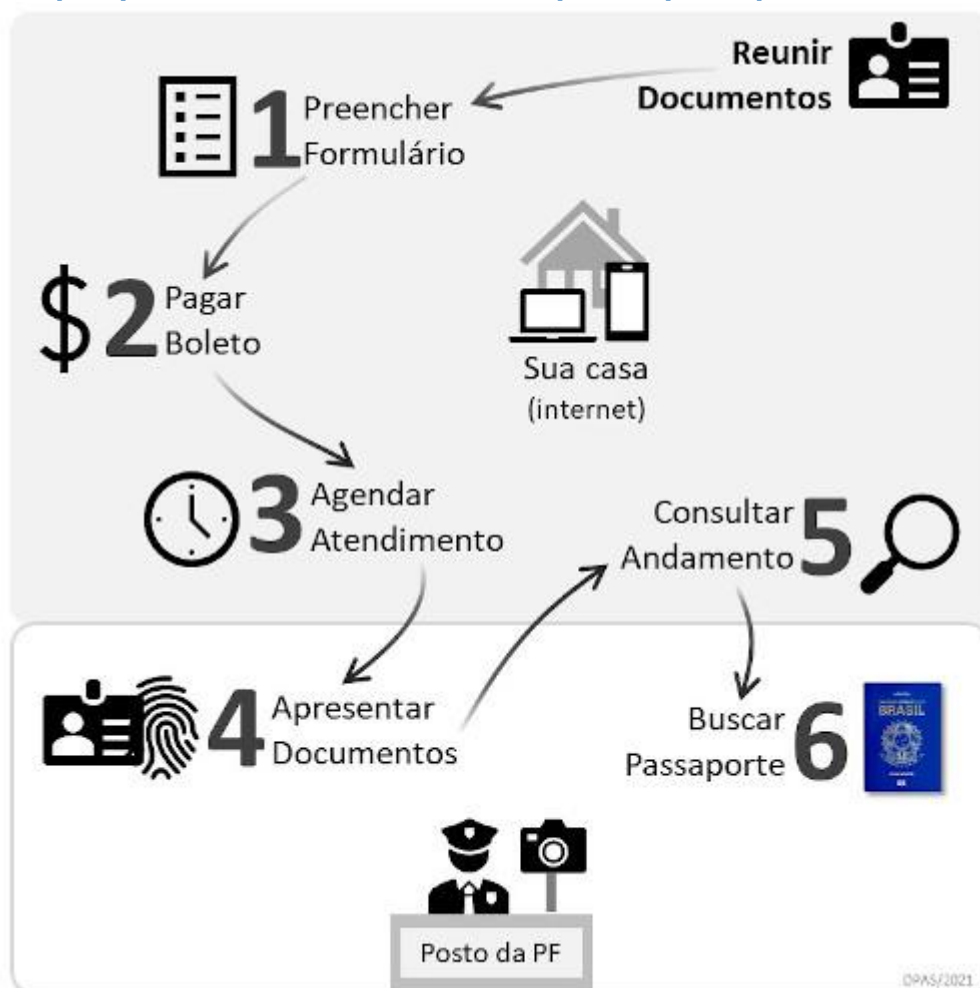 Reunir
Documentos
1 Preencher
Formulário
$ 2 Pagar
Boleto
Sua casa
(internet)
3 Agendar
Atendimento
Consultar
Andamento 5
4 Apresentar
Documentos
Buscar
Passaporte 6
BRASIL
Posto da PF
DPAS/2021